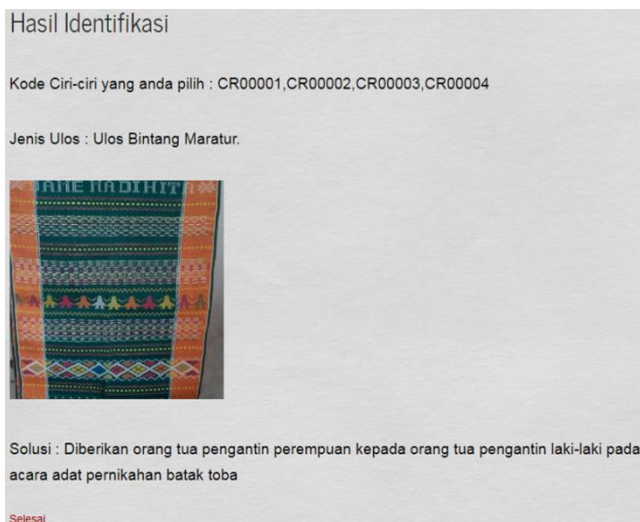 Hasil Identifikasi
Kode Ciri-ciri yang anda pilih : CR00001,CR00002,CR00003,CR00004
Jenis Ulos : Ulos Bintang Maratur.
HADIHITA
Solusi : Diberikan orang tua pengantin perempuan kepada orang tua pengantin laki-laki pada
acara adat pernikahan batak toba
Selesai